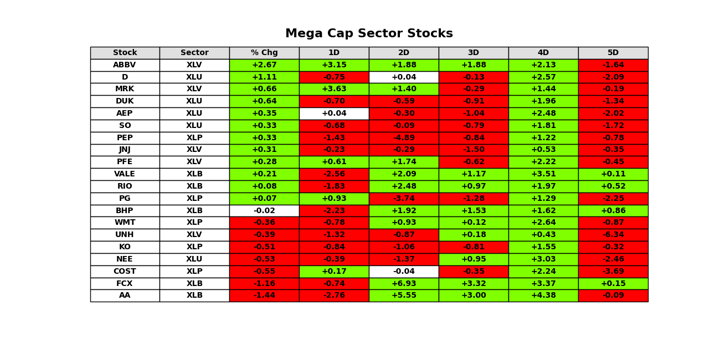 Mega Cap Sector Stocks
Stock Sector % Chg 1D 2D 3D 4D 5D
ABBV XLV +2.67 +3.15 +1.88 +1.88 +2.13 -1.64
D XLU +1.11 -0.75 +0.04 -0.13 +2.57 -2.09
MRK XLV +0.66 +3.63 +1.40 -0.29 +1.44 -0.19
DUK XLU +0.64 -0.70 -0.59 -0.91 +1.96 -1.34
AEP XLU +0.35 +0.04 -0.30 -1.04 +2.48 -2.02
SO XLU +0.33 -0.68 -0.09 -0.79 +1.81 -1.72
PEP XLP +0.33 -1.43 -4.89 -0.84 +1.22 -0.78
JNJ XLV +0.31 -0.23 -0.29 -1.50 +0.53 -0.35
PFE XLV +0.28 +0.61 +1.74 -0.62 +2.22 -0.45
VALE XLB +0.21 -2.56 +2.09 +1.17 +3.51 +0.11
RIO XLB +0.08 -1.83 +2.48 +0.97 +1.97 +0.52
PG XLP +0.07 +0.93 -3.74 -1.28 +1.29 -2.25
BHP XLB -0.02 -2.23 +1.92 +1.53 +1.62 +0.86
WMT XLP -0.36 -0.76 +0.93 +0.12 +2.64 -0.67
UNH XLV -0.39 -1.32 -0.87 +0.18 +0.43 -6.34
KO XLP -0.51 -0.84 -1.06 -0.81 +1.55 -0.32
NEE XLU -0.53 -0.39 -1.37 +0.95 +3.03 -2.46
COST XLP -0.55 +0.17 -0.04 -0.35 +2.24 -3.69
FCX XLB -1.16 -0.74 +6.93 +3.32 +3.37 +0.15
AA XLB -1.44 -2.76 +5.55 +3.00 +4.38 -0.09